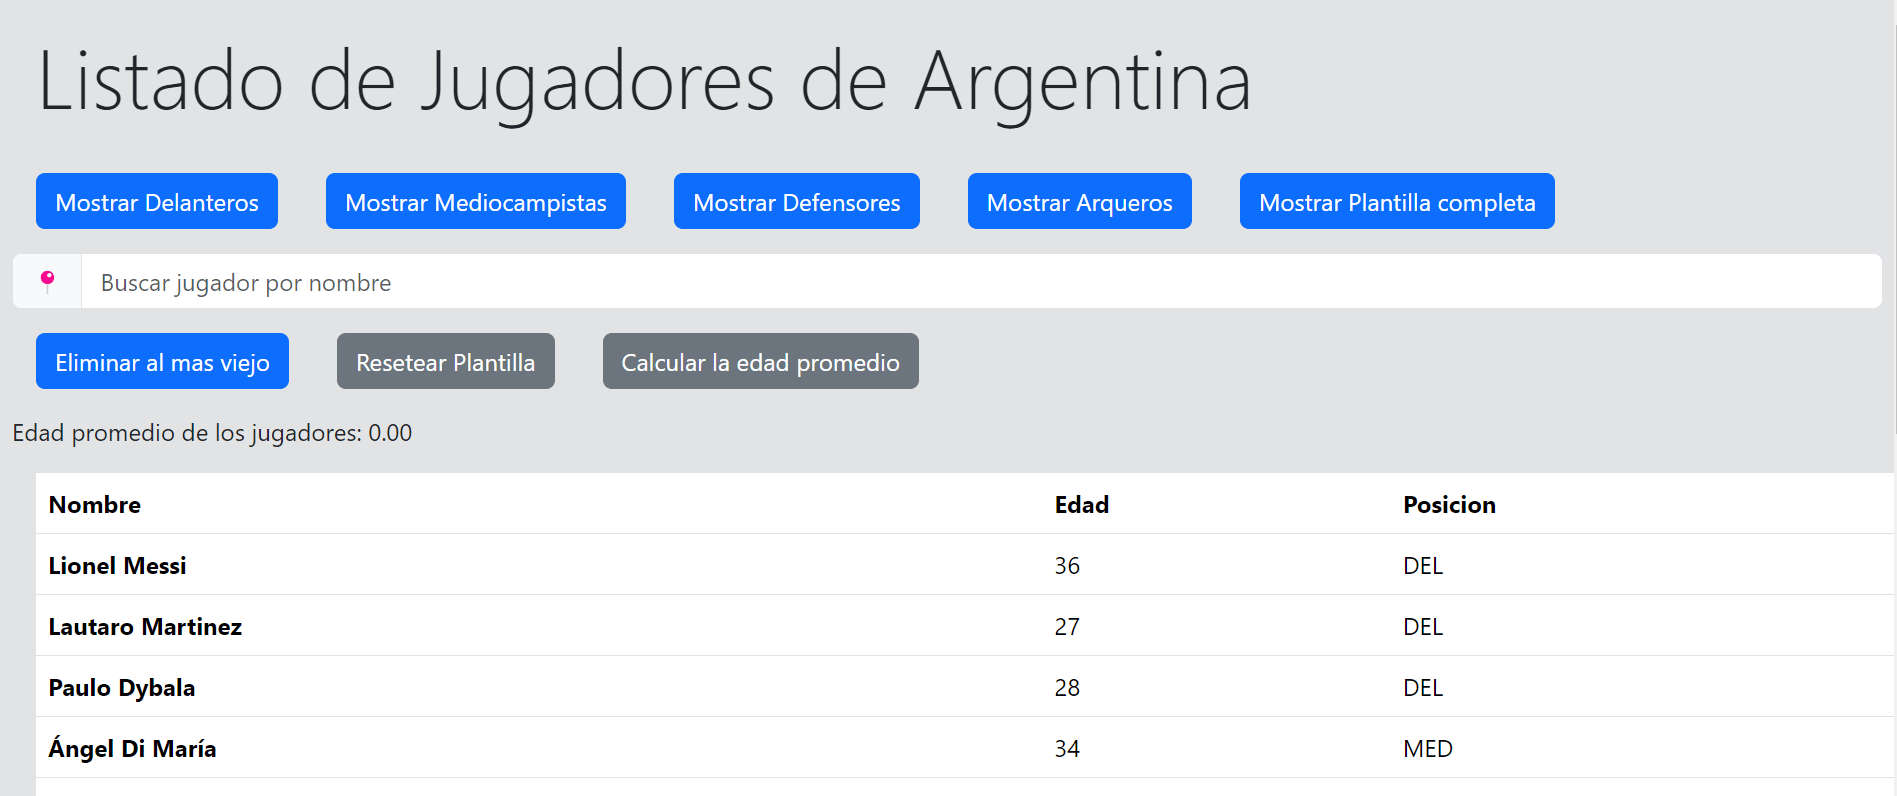 Listado de Jugadores de Argentina
Mostrar Delanteros Mostrar Mediocampistas Mostrar Defensores Mostrar Arqueros Mostrar Plantilla completa
Buscar jugador por nombre
Eliminar al mas viejo Resetear Plantilla Calcular la edad promedio
Edad promedio de los jugadores: 0.00
Nombre Edad Posicion
Lionel Messi 36 DEL
Lautaro Martinez 27 DEL
Paulo Dybala 28 DEL
Ángel Di María 34 MED